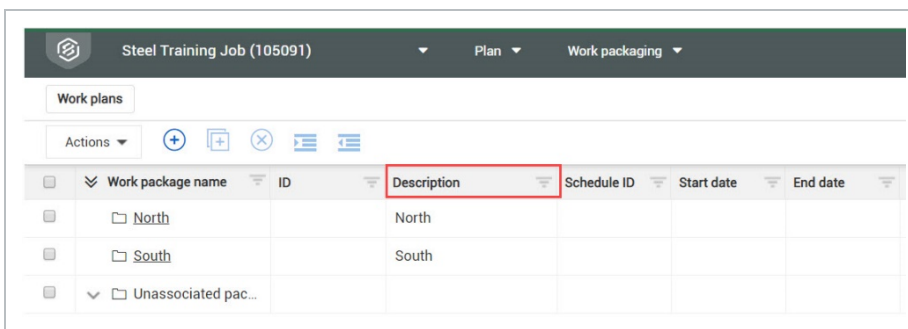 Steel Training Job (105091) Plan Work packaging
Work plans
Actions
Work package name ID Description Schedule ID Start date End date
North North
South South
Unassociated pac...